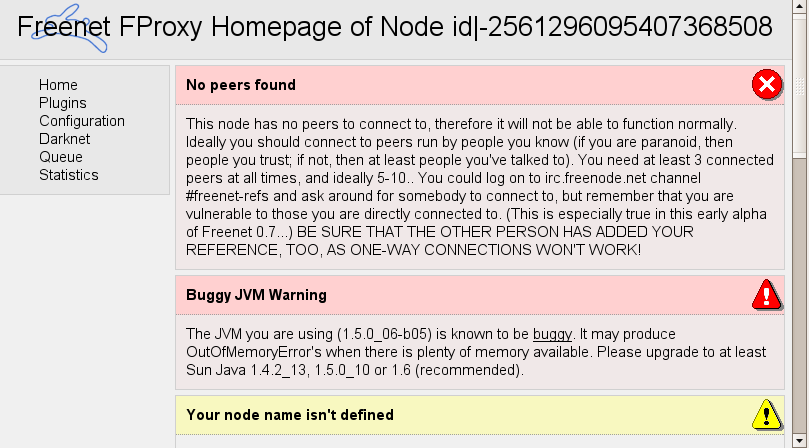 Freenet FProxy Homepage of Node id|-2561296095407368508
Home
Plugins
Configuration
Darknet
Queue
Statistics
No peers found
This node has no peers to connect to, therefore it will not be able to function normally.
Ideally you should connect to peers run by people you know (if you are paranoid, then
people you trust; if not, then at least people you've talked to). You need at least 3 connected
peers at all times, and ideally 5-10.. You could log on to irc.freenode.net channel
#freenet-refs and ask around for somebody to connect to, but remember that you are
vulnerable to those you are directly connected to. (This is especially true in this early alpha
of Freenet 0.7...) BE SURE THAT THE OTHER PERSON HAS ADDED YOUR
REFERENCE, TOO, AS ONE-WAY CONNECTIONS WON'T WORK!
Buggy JVM Warning
The JVM you are using (1.5.0_06-b05) is known to be buggy. It may produce
OutOfMemoryError's when there is plenty of memory available. Please upgrade to at least
Sun Java 1.4.2_13, 1.5.0_10 or 1.6 (recommended).
Your node name isn't defined